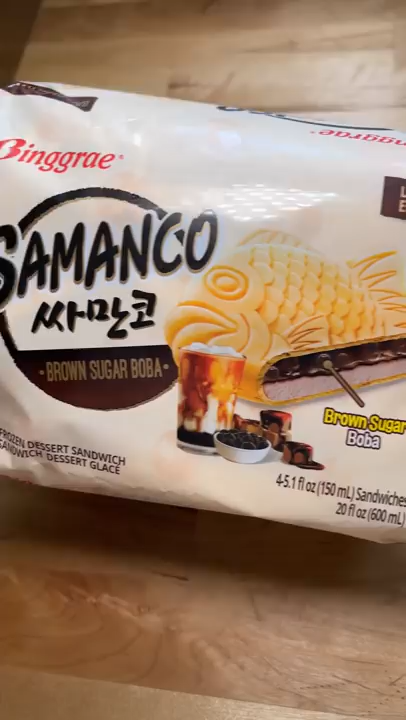 Binggrae
SAMANCO
싸만코
• BROWN SUGAR BOBA •
FROZEN DESSERT SANDWICH
SANDWICH DESSERT GLACÉ
Brown Sugar
Boba
4-5.1 fl oz (150 mL) Sandwiches
20 fl oz (600 mL)